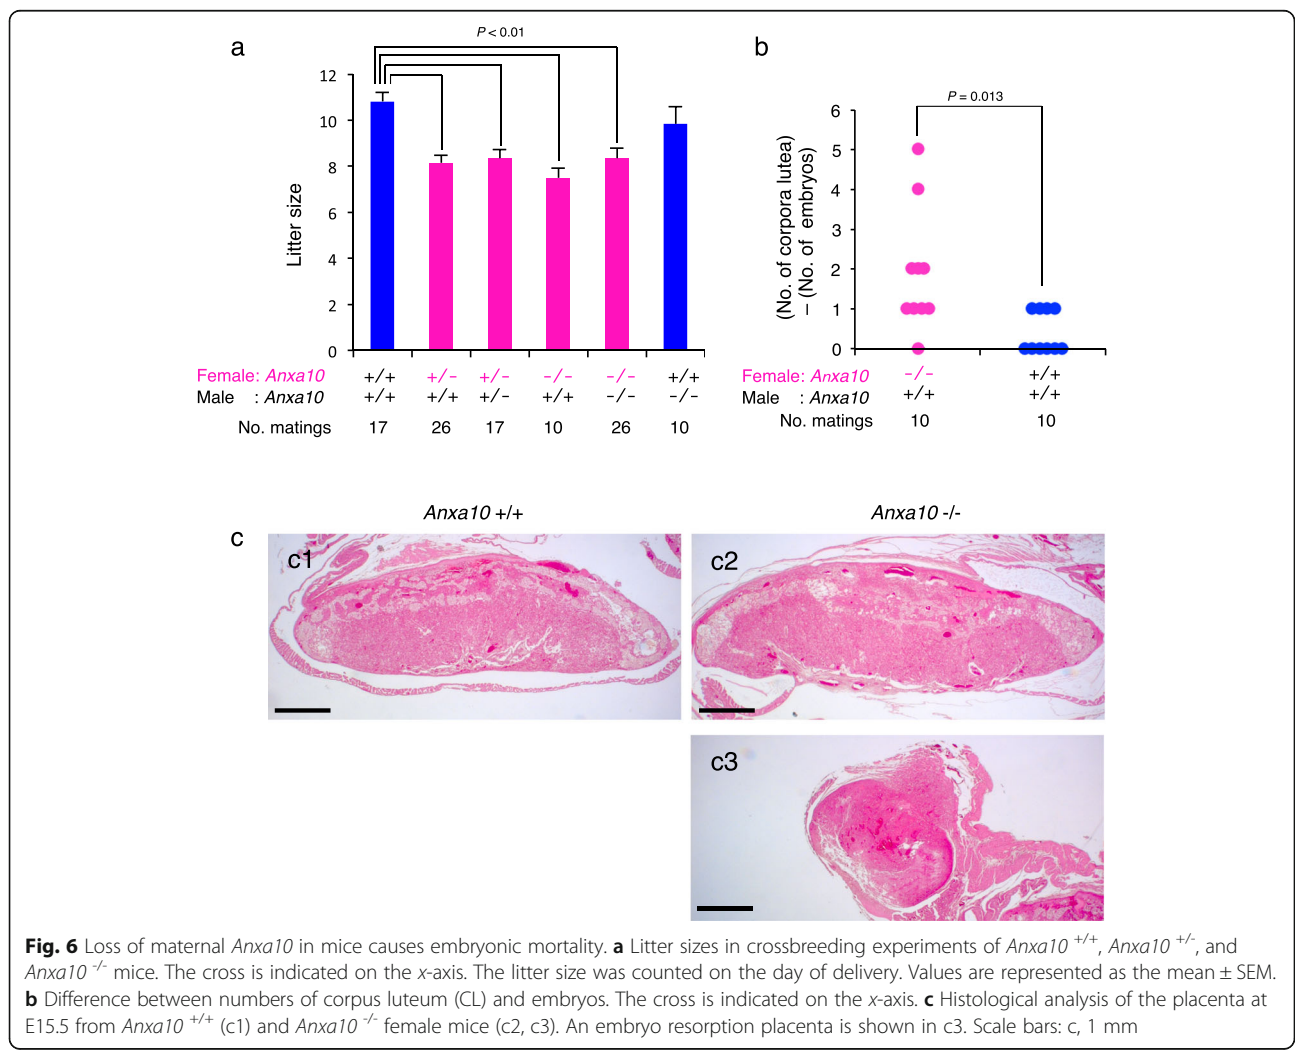 a
P < 0.01
12
10
8
6
4
2
0
Litter size
Female: Anxa10 +/+ +/− +/− −/− −/− +/+
Male : Anxa10 +/+ +/+ +/− +/+ −/− −/−
No. matings 17 26 17 10 26 10
b
P = 0.013
6
5
4
3
2
1
0
(No. of corpora lutea)
– (No. of embryos)
Female: Anxa10 −/− +/+
Male : Anxa10 +/+ +/+
No. matings 10 10
c
Anxa10 +/+
Anxa10 -/-
c1
c2
c3
Fig. 6 Loss of maternal Anxa10 in mice causes embryonic mortality. a Litter sizes in crossbreeding experiments of Anxa10 +/+, Anxa10 +/-, and
Anxa10 -/- mice. The cross is indicated on the x-axis. The litter size was counted on the day of delivery. Values are represented as the mean ± SEM.
b Difference between numbers of corpus luteum (CL) and embryos. The cross is indicated on the x-axis. c Histological analysis of the placenta at
E15.5 from Anxa10 +/+ (c1) and Anxa10 -/- female mice (c2, c3). An embryo resorption placenta is shown in c3. Scale bars: c, 1 mm